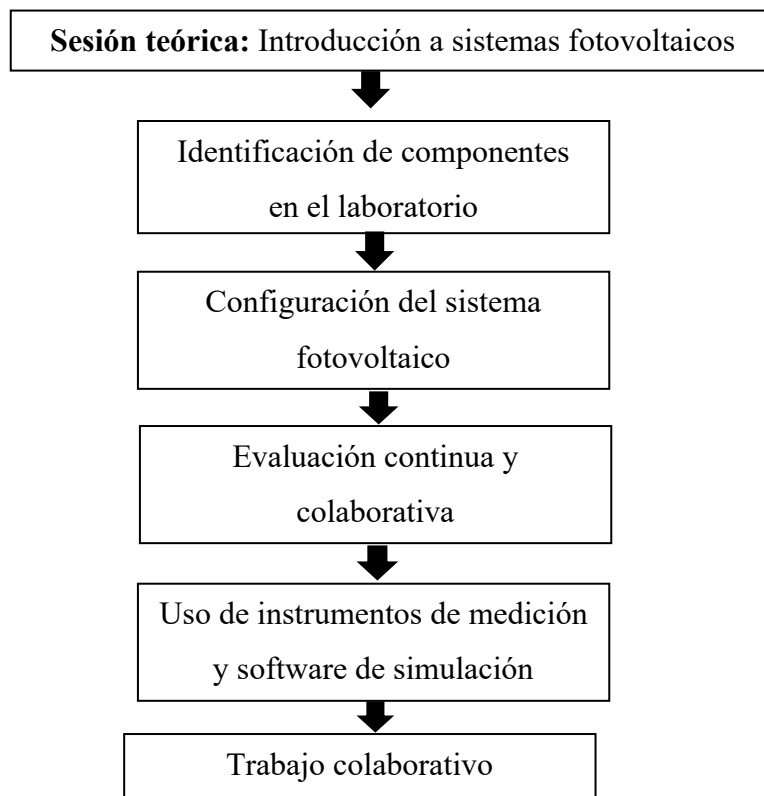 Sesión teórica: Introducción a sistemas fotovoltaicos
Identificación de componentes
en el laboratorio
Configuración del sistema
fotovoltaico
Evaluación continua y
colaborativa
Uso de instrumentos de medición
y software de simulación
Trabajo colaborativo